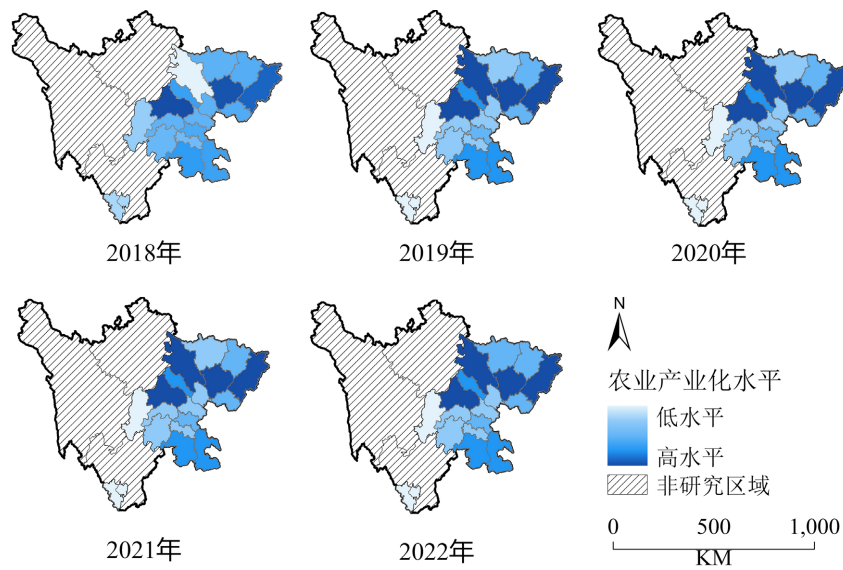 2018年
2019年
2020年
2021年
2022年
N
农业产业化水平
低水平
高水平
非研究区域
0 500 1,000
KM